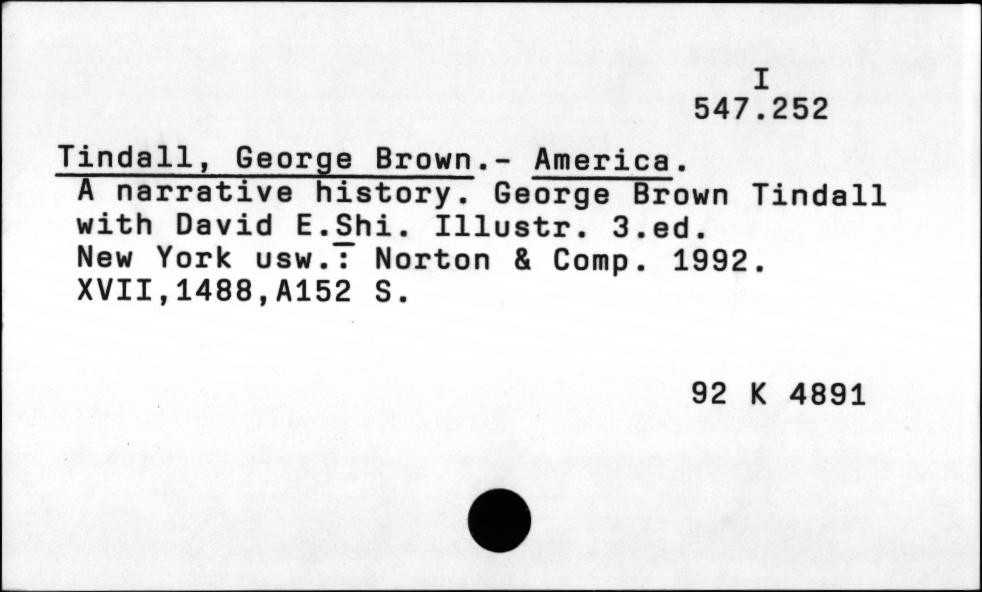 I
547.252
Tindall, George Brown.- America.
A narrative history. George Brown Tindall
with David E.Shi. Illustr. 3.ed.
New York usw.: Norton & Comp. 1992.
XVII,1488,A152 S.
92 K 4891